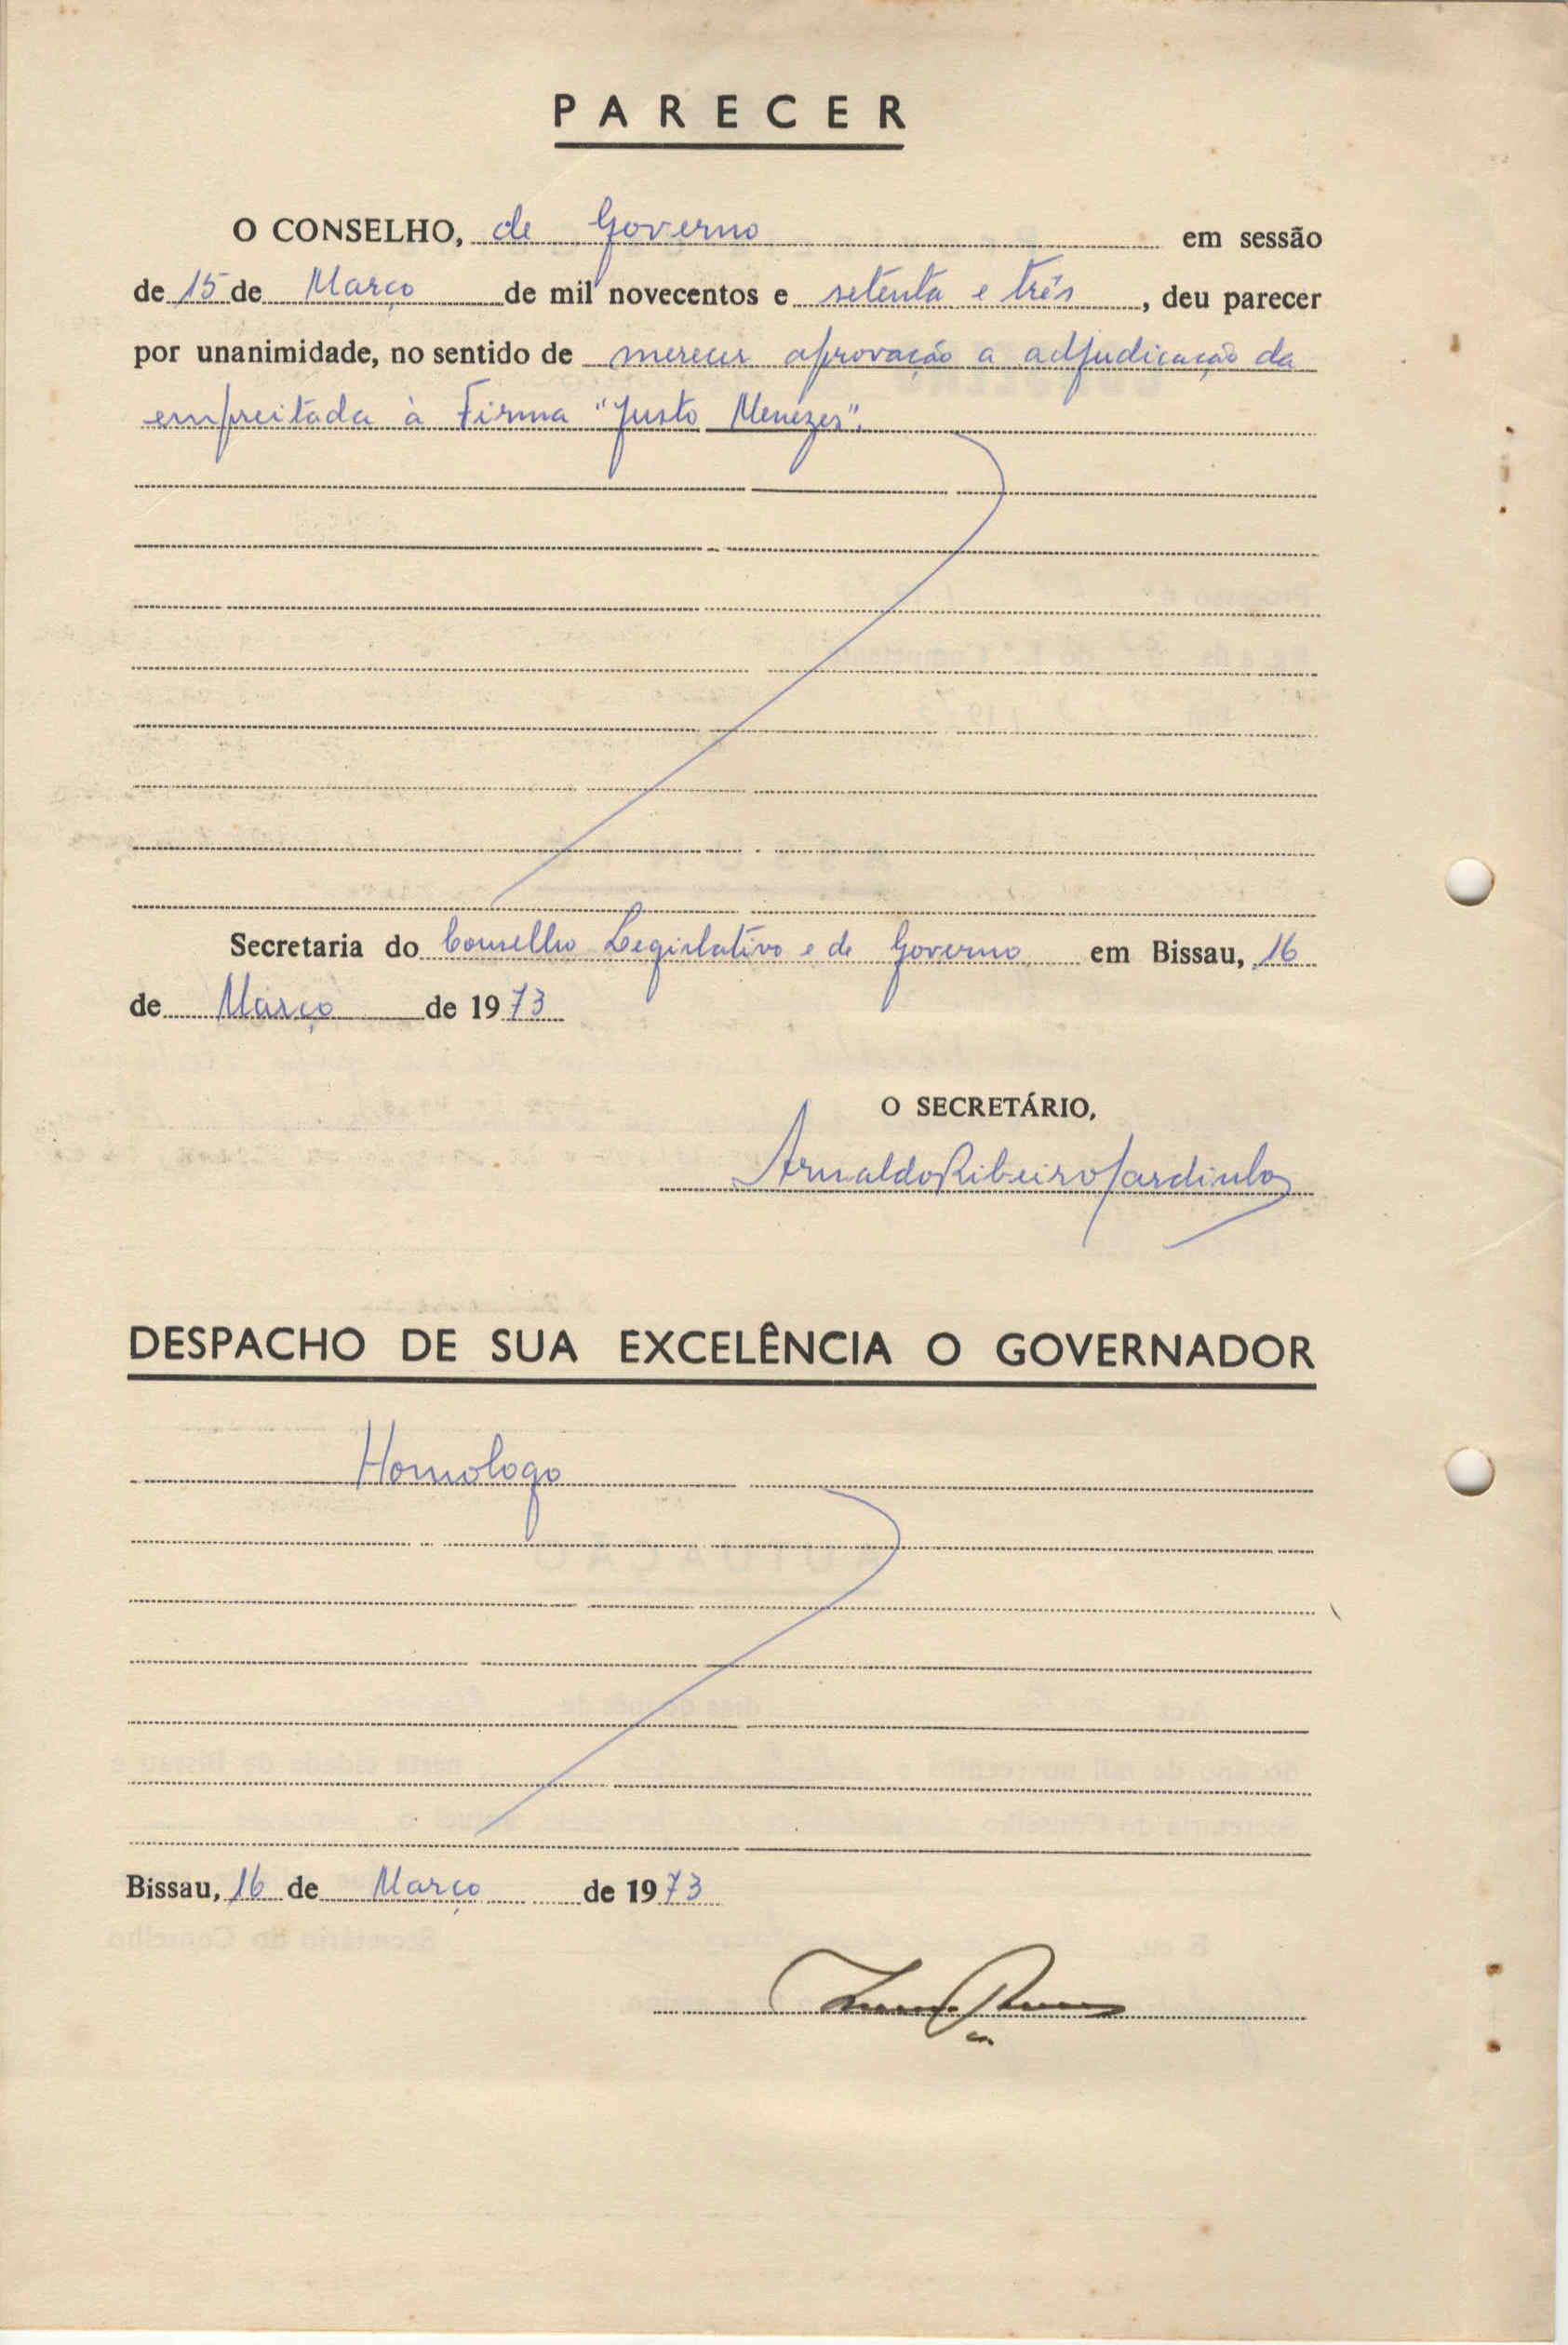 PARECER
O CONSELHO, de Governo em sessão
de 15 de Março de mil novecentos e setenta e três, deu parecer
por unanimidade, no sentido de merecer aprovação a adjudicação da
empreitada à Firma "Justo Menezes".
Secretaria do Conselho Legislativo e de Governo em Bissau, 16
de Março de 1973
O SECRETÁRIO,
Arnaldo Ribeiro Sardinha
DESPACHO DE SUA EXCELÊNCIA O GOVERNADOR
Homologo
Bissau, 16 de Março de 1973